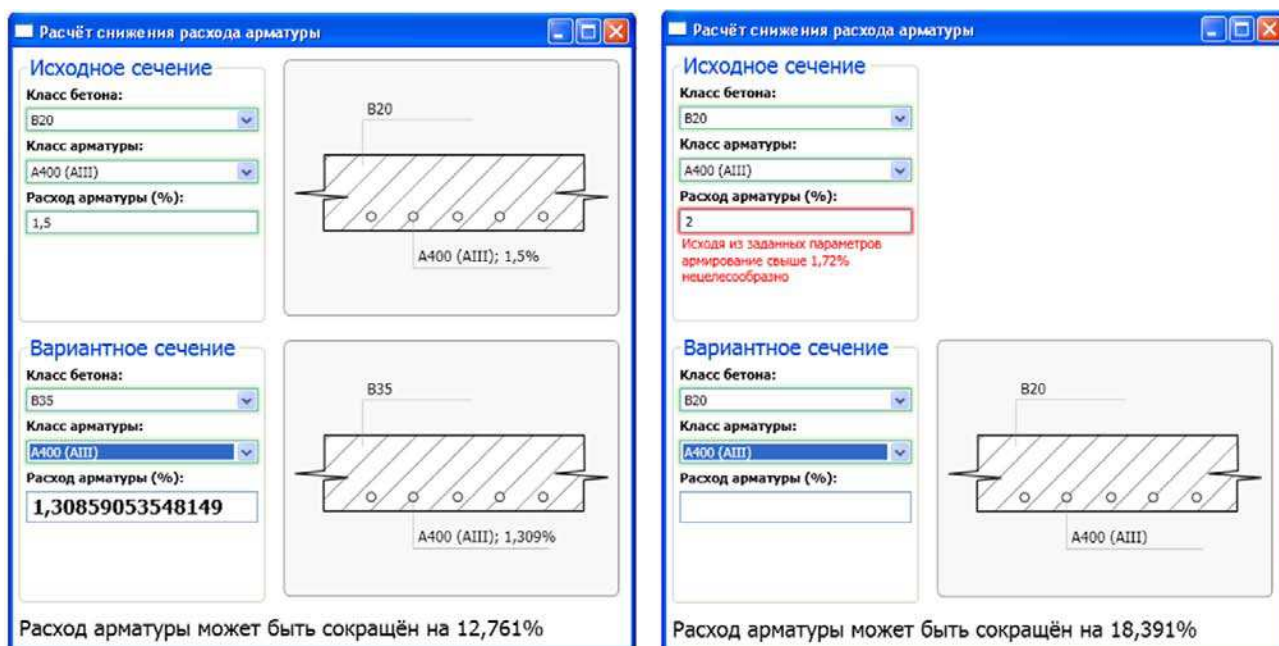 Расчёт снижения расхода арматуры
Исходное сечение
Класс бетона:
B20
Класс арматуры:
A400 (AIII)
Расход арматуры (%):
1,5
B20
A400 (AIII); 1,5%
Вариантное сечение
Класс бетона:
B35
Класс арматуры:
A400 (AIII)
Расход арматуры (%):
1,30859053548149
B35
A400 (AIII); 1,309%
Расход арматуры может быть сокращён на 12,761%
Расчёт снижения расхода арматуры
Исходное сечение
Класс бетона:
B20
Класс арматуры:
A400 (AIII)
Расход арматуры (%):
2
Исходя из заданных параметров
армирование свыше 1,72%
нецелесообразно
Вариантное сечение
Класс бетона:
B20
Класс арматуры:
A400 (AIII)
Расход арматуры (%):
B20
A400 (AIII)
Расход арматуры может быть сокращён на 18,391%